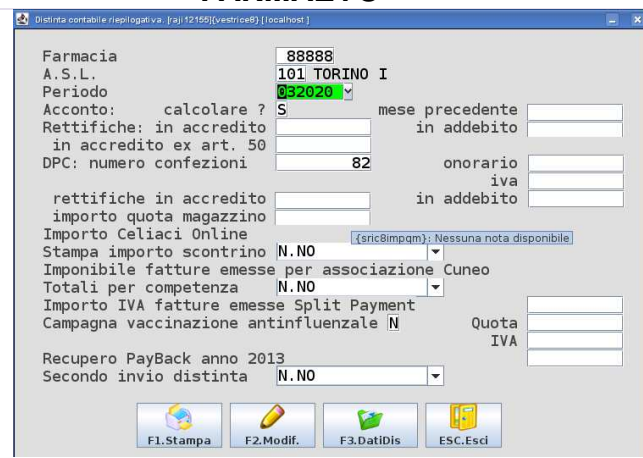 Distinta contabile riepilogativa. [raji12155]{vestrice8}[localhost]
Farmacia 88888
A.S.L. 101 TORINO I
Periodo 032020
Acconto: calcolare ? S mese precedente
Rettifiche: in accredito in addebito
in accredito ex art. 50
DPC: numero confezioni 82 onorario
iva
rettifiche in accredito in addebito
importo quota magazzino
Importo Celiaci Online
{sric8impqm}: Nessuna nota disponibile
Stampa importo scontrino N.NO
Imponibile fatture emesse per associazione Cuneo
Totali per competenza N.NO
Importo IVA fatture emesse Split Payment
Campagna vaccinazione antinfluenzale N Quota
IVA
Recupero PayBack anno 2013
Secondo invio distinta N.NO
F1.Stampa F2.Modif. F3.DatiDis ESC.Esci